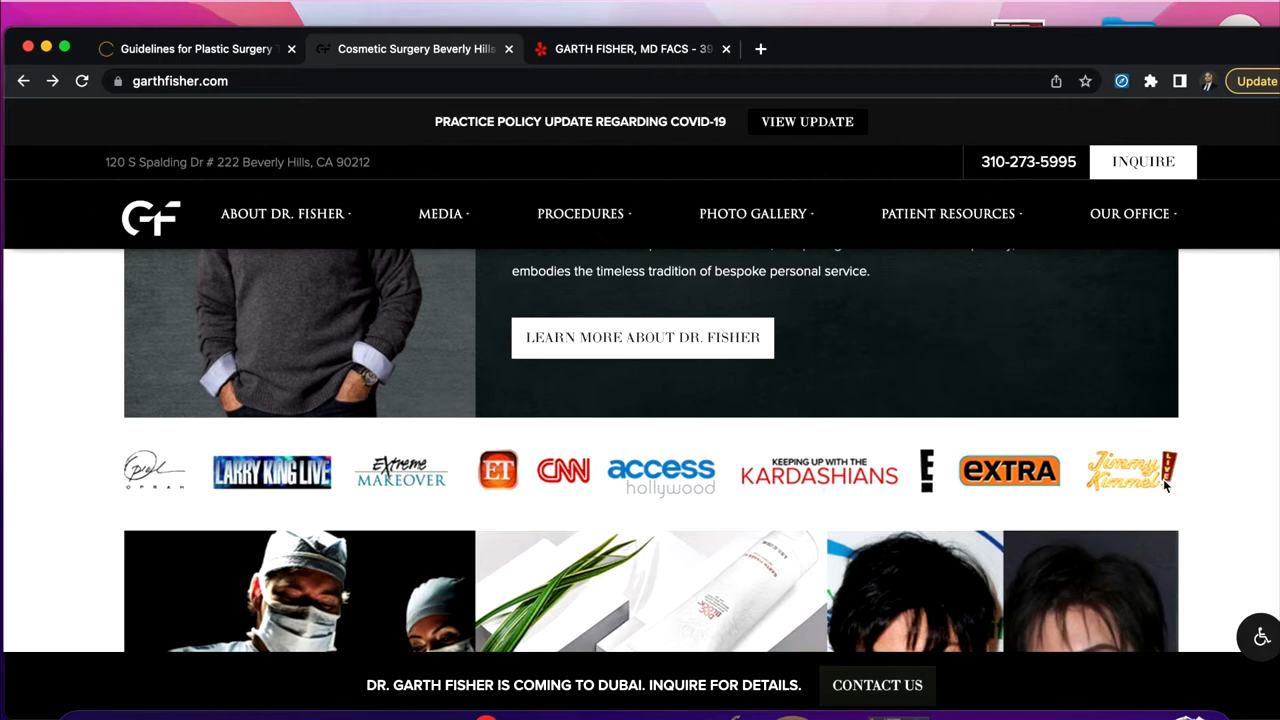 Guidelines for Plastic Surgery
Cosmetic Surgery Beverly Hills
GARTH FISHER, MD FACS - 39
garthfisher.com
Update
PRACTICE POLICY UPDATE REGARDING COVID-19
VIEW UPDATE
120 S Spalding Dr # 222 Beverly Hills, CA 90212
310-273-5995
INQUIRE
GF
ABOUT DR. FISHER
MEDIA
PROCEDURES
PHOTO GALLERY
PATIENT RESOURCES
OUR OFFICE
embodies the timeless tradition of bespoke personal service.
LEARN MORE ABOUT DR. FISHER
OPRAH
LARRY KING LIVE
EXTREME MAKEOVER
ET
CNN
access hollywood
KEEPING UP WITH THE KARDASHIANS
E
eXTRA
Jimmy Kimmel LIVE
DR. GARTH FISHER IS COMING TO DUBAI. INQUIRE FOR DETAILS.
CONTACT US